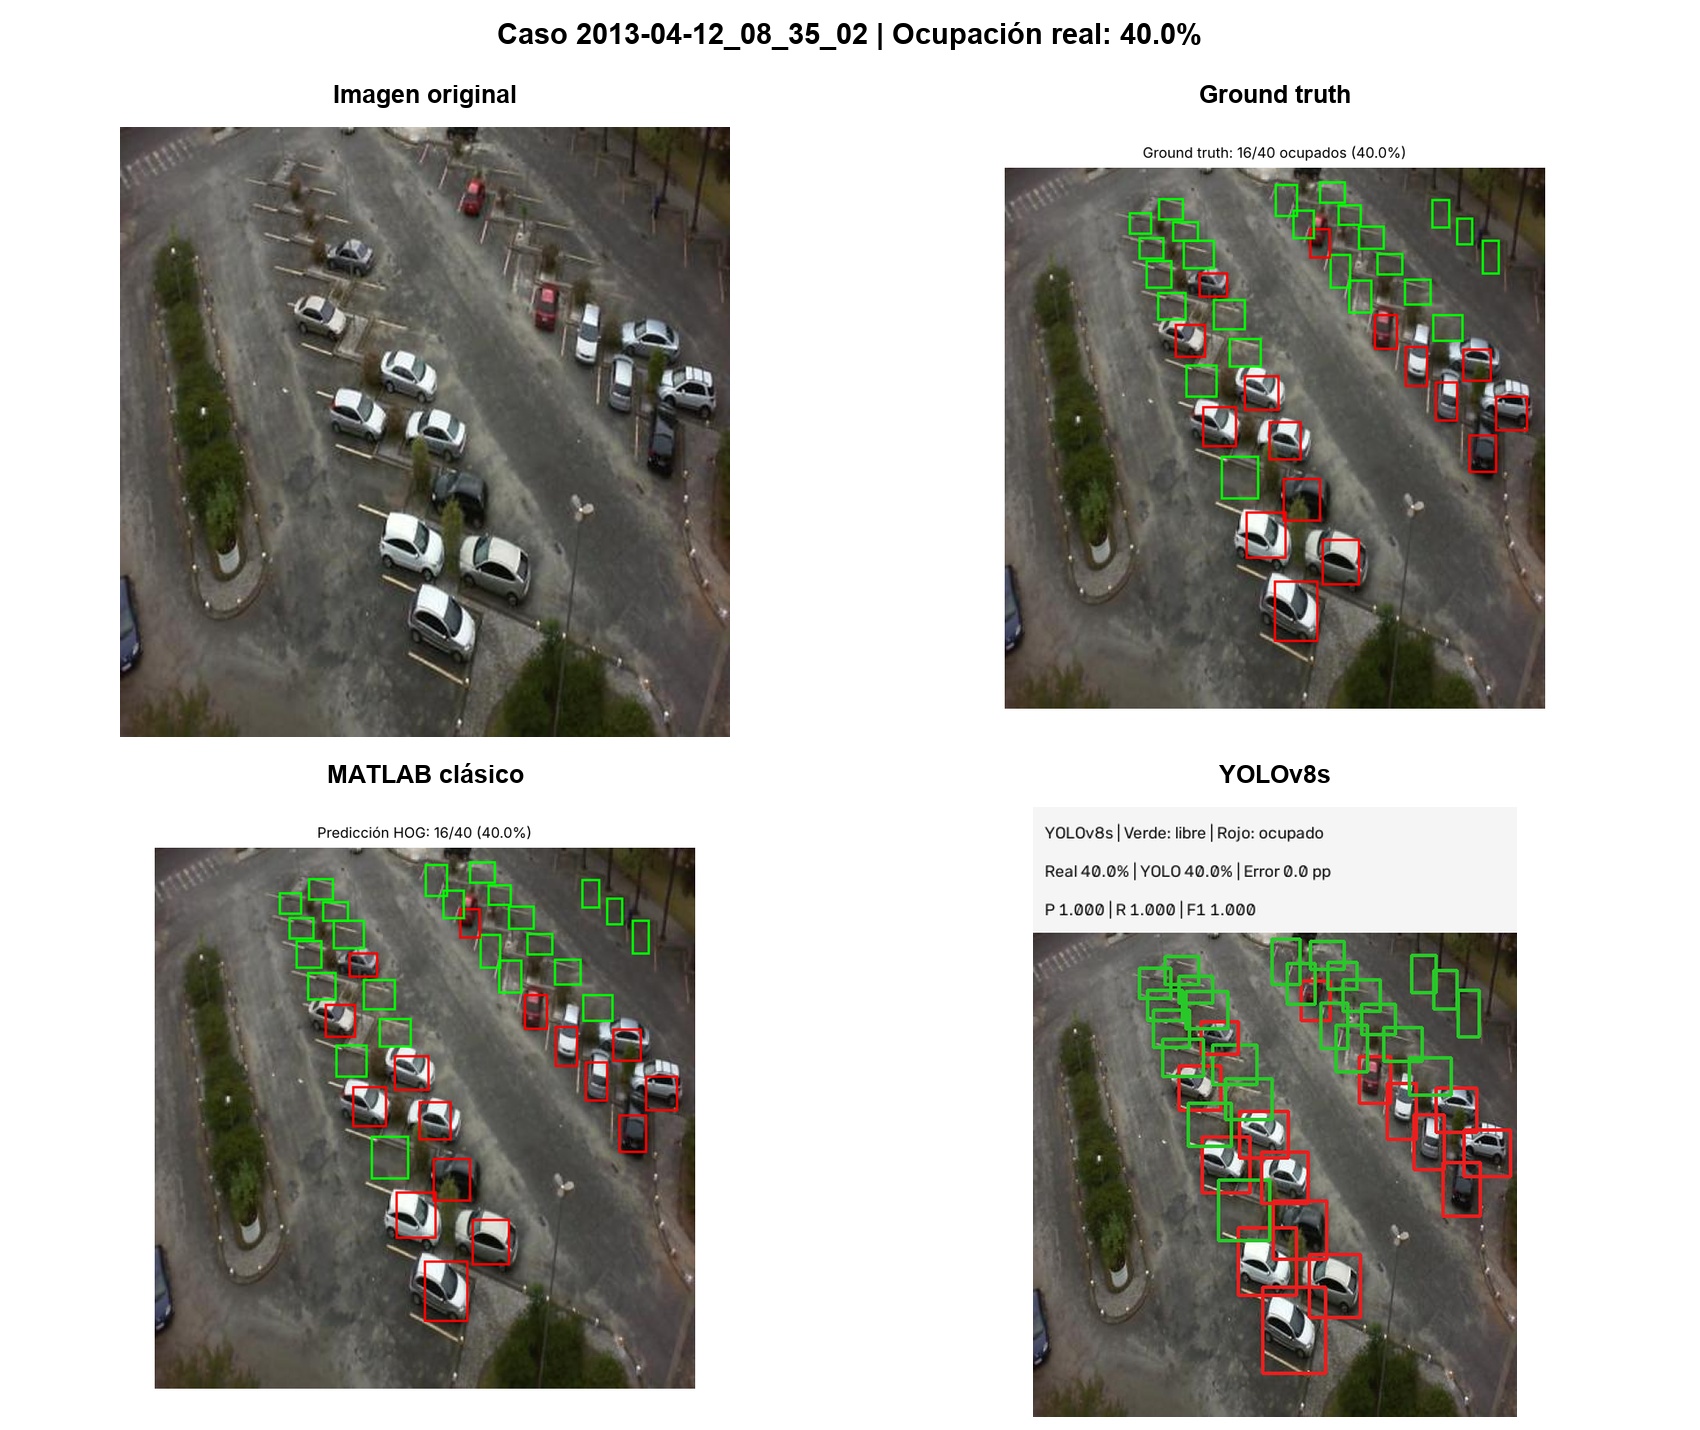 Caso 2013-04-12_08_35_02 | Ocupación real: 40.0%
Imagen original
Ground truth
Ground truth: 16/40 ocupados (40.0%)
MATLAB clásico
YOLOv8s
Predicción HOG: 16/40 (40.0%)
YOLOv8s | Verde: libre | Rojo: ocupado
Real 40.0% | YOLO 40.0% | Error 0.0 pp
P 1.000 | R 1.000 | F1 1.000